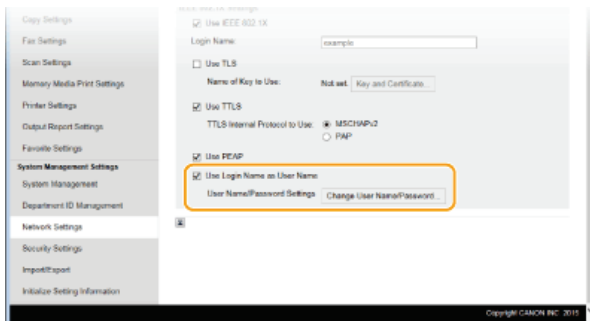 IEEE 802.1X Settings
Copy Settings
Use IEEE 802.1X
Fax Settings
Login Name:
example
Scan Settings
Use TLS
Memory Media Print Settings
Name of Key to Use:
Not set.
Key and Certificate...
Printer Settings
Use TTLS
Output Report Settings
TTLS Internal Protocol to Use:
MSCHAPv2
PAP
Favorite Settings
Use PEAP
System Management Settings
Use Login Name as User Name
System Management
User Name/Password Settings
Change User Name/Password...
Department ID Management
Network Settings
Security Settings
Import/Export
Initialize Setting Information
Copyright CANON INC. 2015